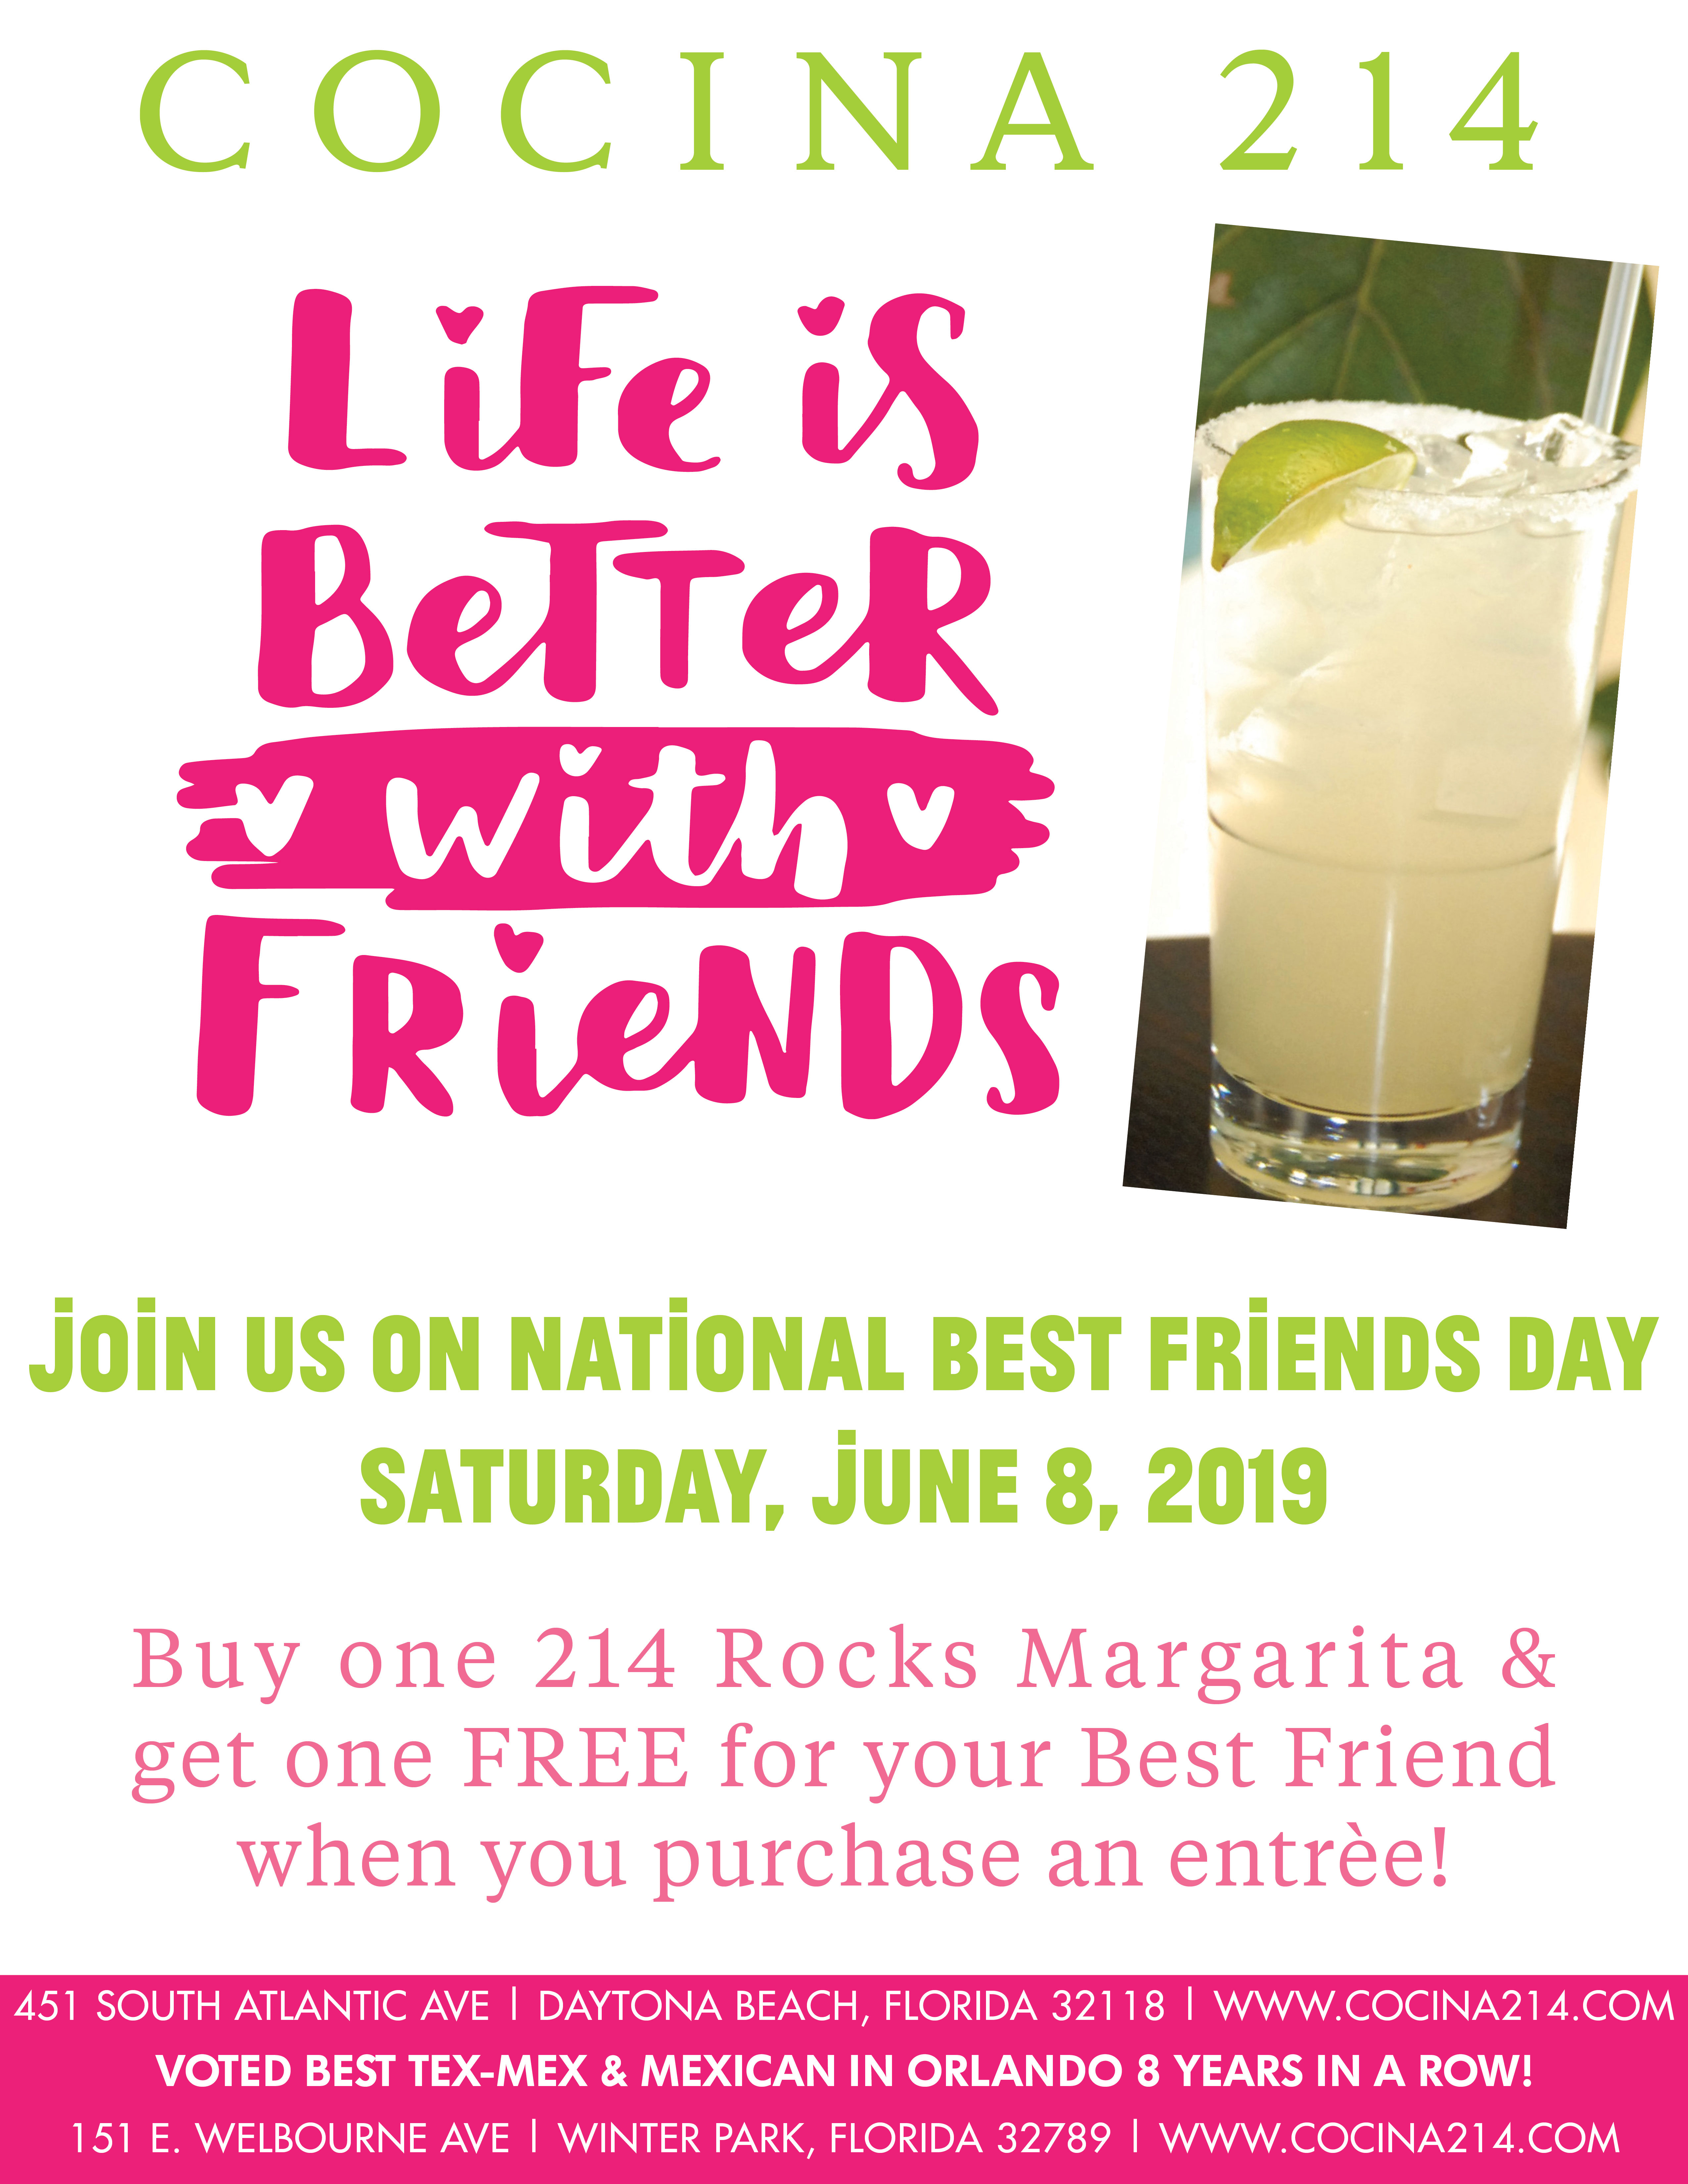 COCINA 214
Life is
Better
with
Friends
JOIN US ON NATIONAL BEST FRIENDS DAY
SATURDAY, JUNE 8, 2019
Buy one 214 Rocks Margarita &
get one FREE for your Best Friend
when you purchase an entrèe!
451 SOUTH ATLANTIC AVE | DAYTONA BEACH, FLORIDA 32118 | WWW.COCINA214.COM
VOTED BEST TEX-MEX & MEXICAN IN ORLANDO 8 YEARS IN A ROW!
151 E. WELBOURNE AVE | WINTER PARK, FLORIDA 32789 | WWW.COCINA214.COM